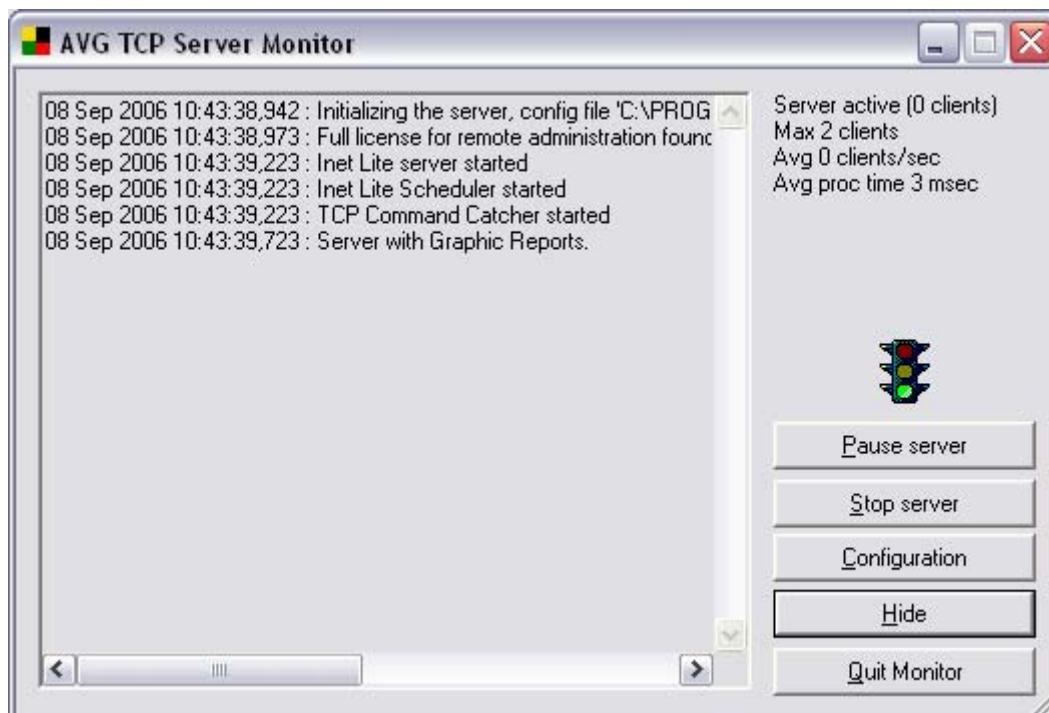 AVG TCP Server Monitor
08 Sep 2006 10:43:38,942 : Initializing the server, config file 'C:\PROG
08 Sep 2006 10:43:38,973 : Full license for remote administration found
08 Sep 2006 10:43:39,223 : Inet Lite server started
08 Sep 2006 10:43:39,223 : Inet Lite Scheduler started
08 Sep 2006 10:43:39,223 : TCP Command Catcher started
08 Sep 2006 10:43:39,723 : Server with Graphic Reports.
Server active (0 clients)
Max 2 clients
Avg 0 clients/sec
Avg proc time 3 msec
Pause server
Stop server
Configuration
Hide
Quit Monitor